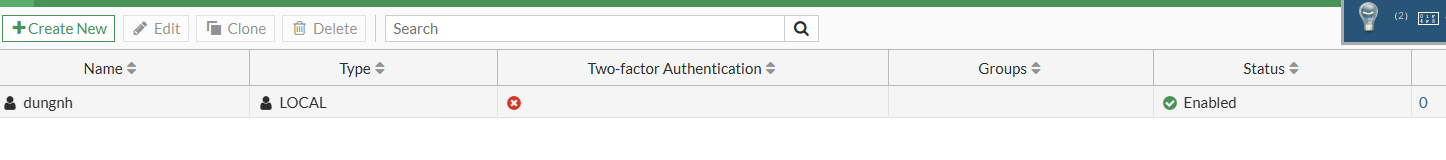 Create New Edit Clone Delete Search (2)
Name Type Two-factor Authentication Groups Status
dungnh LOCAL Enabled 0